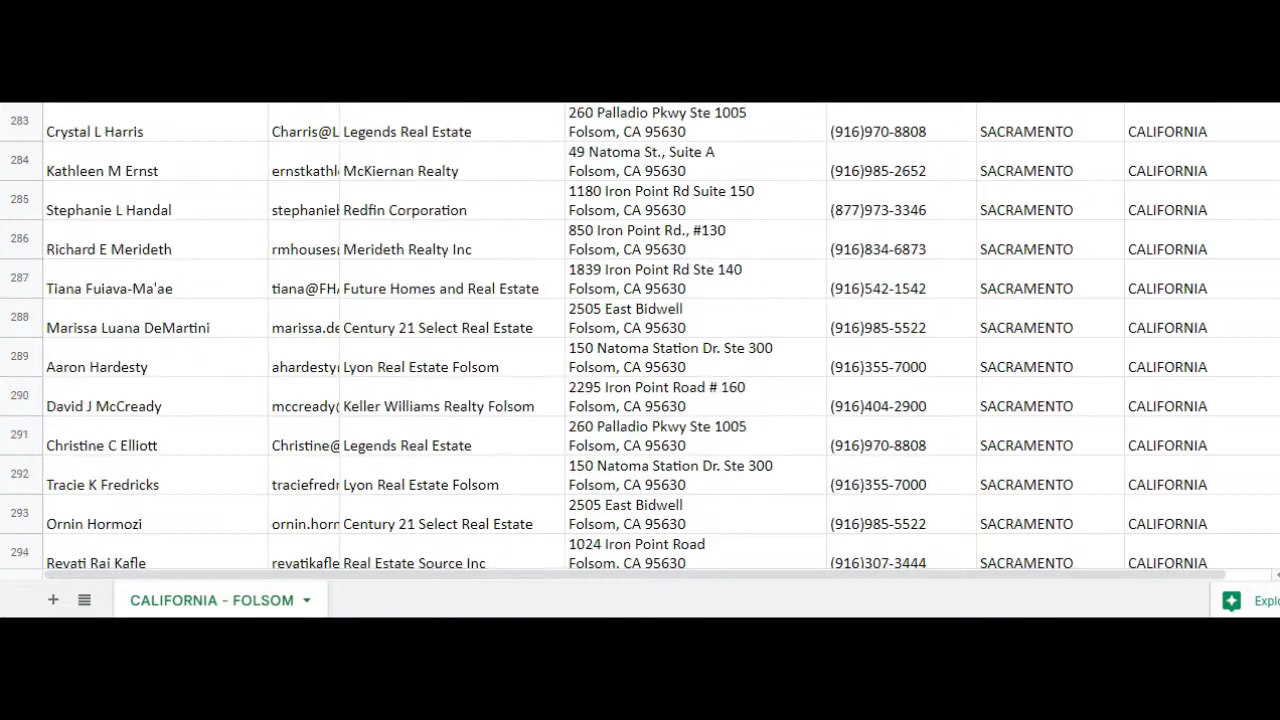 283 Crystal L Harris Charris@L Legends Real Estate 260 Palladio Pkwy Ste 1005
Folsom, CA 95630 (916)970-8808 SACRAMENTO CALIFORNIA
284 Kathleen M Ernst ernstkathl McKiernan Realty 49 Natoma St., Suite A
Folsom, CA 95630 (916)985-2652 SACRAMENTO CALIFORNIA
285 Stephanie L Handal stephanieh Redfin Corporation 1180 Iron Point Rd Suite 150
Folsom, CA 95630 (877)973-3346 SACRAMENTO CALIFORNIA
286 Richard E Merideth rmhouses Merideth Realty Inc 850 Iron Point Rd., #130
Folsom, CA 95630 (916)834-6873 SACRAMENTO CALIFORNIA
287 Tiana Fuiava-Ma'ae tiana@FHA Future Homes and Real Estate 1839 Iron Point Rd Ste 140
Folsom, CA 95630 (916)542-1542 SACRAMENTO CALIFORNIA
288 Marissa Luana DeMartini marissa.de Century 21 Select Real Estate 2505 East Bidwell
Folsom, CA 95630 (916)985-5522 SACRAMENTO CALIFORNIA
289 Aaron Hardesty ahardesty Lyon Real Estate Folsom 150 Natoma Station Dr. Ste 300
Folsom, CA 95630 (916)355-7000 SACRAMENTO CALIFORNIA
290 David J McCready mccready@ Keller Williams Realty Folsom 2295 Iron Point Road # 160
Folsom, CA 95630 (916)404-2900 SACRAMENTO CALIFORNIA
291 Christine C Elliott Christine@ Legends Real Estate 260 Palladio Pkwy Ste 1005
Folsom, CA 95630 (916)970-8808 SACRAMENTO CALIFORNIA
292 Tracie K Fredricks traciefredr Lyon Real Estate Folsom 150 Natoma Station Dr. Ste 300
Folsom, CA 95630 (916)355-7000 SACRAMENTO CALIFORNIA
293 Ornin Hormozi ornin.horn Century 21 Select Real Estate 2505 East Bidwell
Folsom, CA 95630 (916)985-5522 SACRAMENTO CALIFORNIA
294 Revati Raj Kafle revatikafle Real Estate Source Inc 1024 Iron Point Road
Folsom, CA 95630 (916)307-3444 SACRAMENTO CALIFORNIA
CALIFORNIA - FOLSOM
Explo